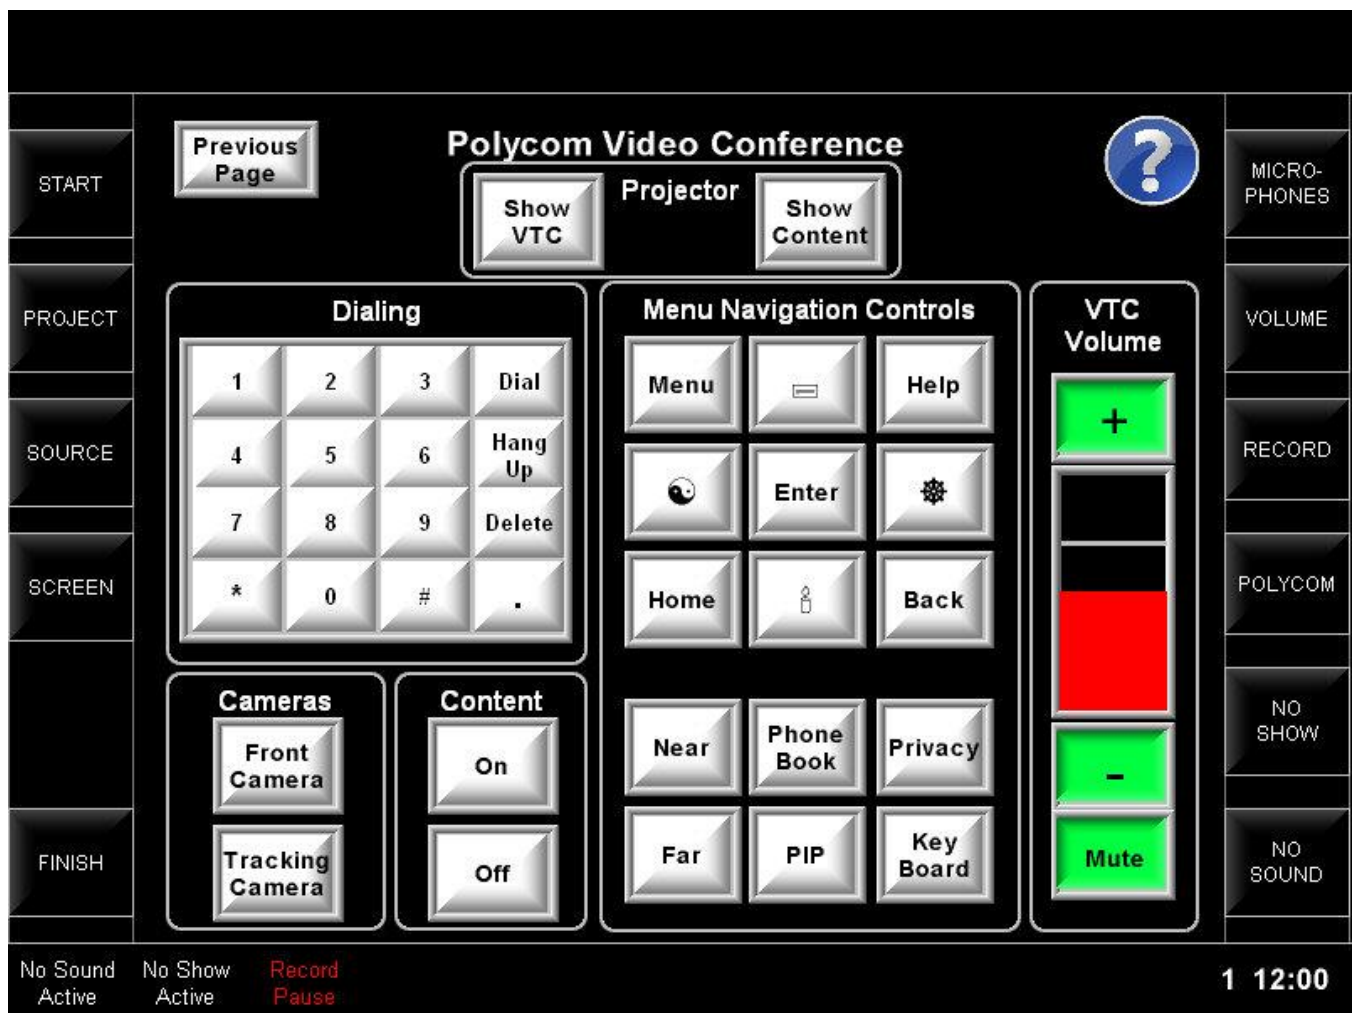 Previous
Page
Polycom Video Conference
?
Projector
Show
VTC
Show
Content
START
PROJECT
SOURCE
SCREEN
FINISH
Dialing
1 2 3 Dial
4 5 6 Hang Up
7 8 9 Delete
* 0 # .
Cameras
Front
Camera
Tracking
Camera
Content
On
Off
Menu Navigation Controls
Menu Help
☯ Enter ☸
Home Back
Near Phone Book Privacy
Far PIP Key Board
VTC
Volume
+
-
Mute
MICRO-
PHONES
VOLUME
RECORD
POLYCOM
NO
SHOW
NO
SOUND
No Sound
Active
No Show
Active
Record
Pause
1 12:00